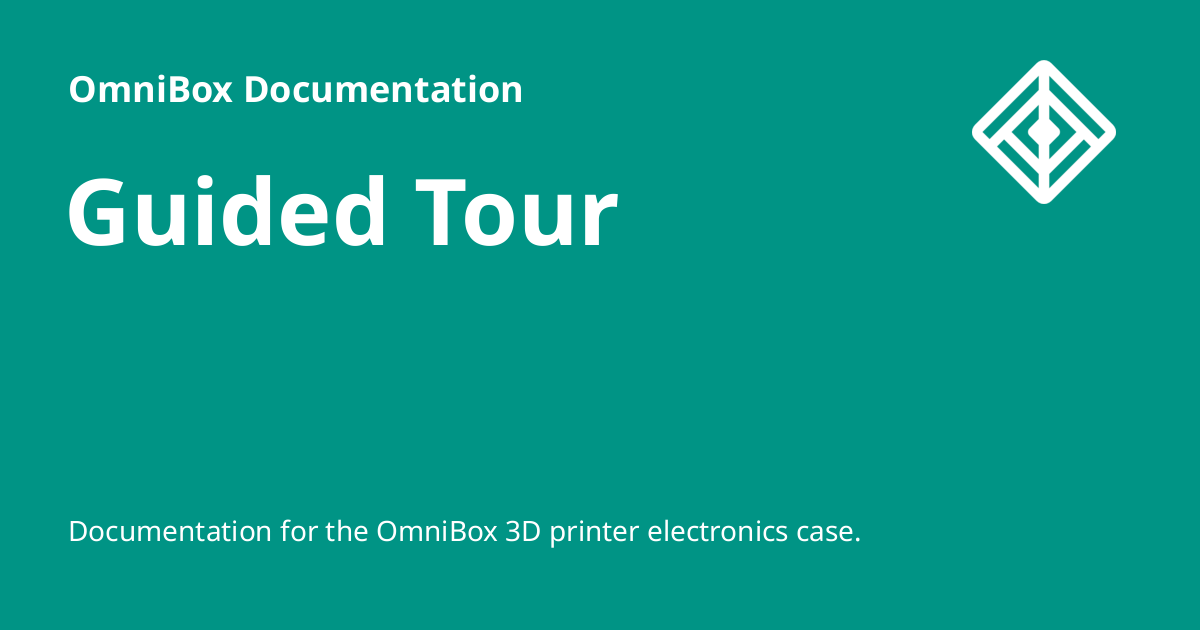 OmniBox Documentation
Guided Tour
Documentation for the OmniBox 3D printer electronics case.